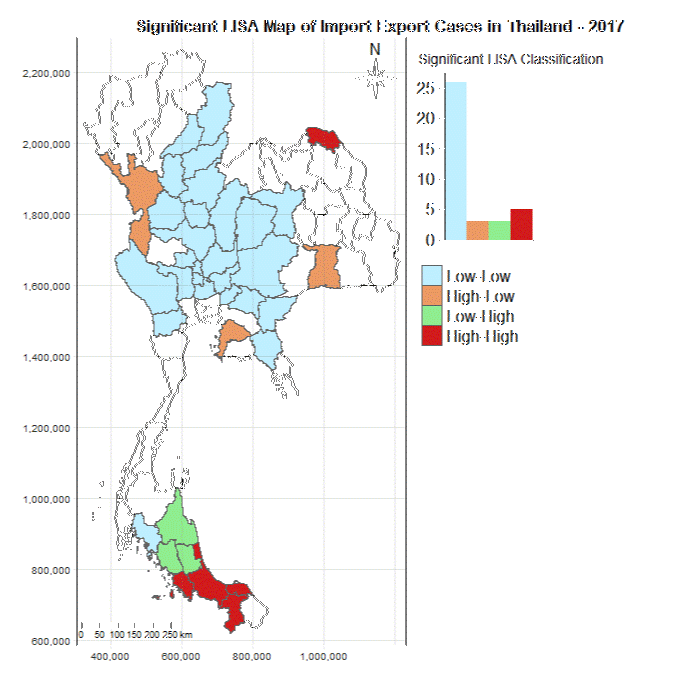 Significant LISA Map of Import Export Cases in Thailand - 2017
N
Significant LISA Classification
2,200,000
2,000,000
1,800,000
1,600,000
1,400,000
1,200,000
1,000,000
800,000
600,000
25
20
15
10
5
0
Low-Low
High-Low
Low-High
High-High
0 50 100 150 200 250 km
400,000 600,000 800,000 1,000,000